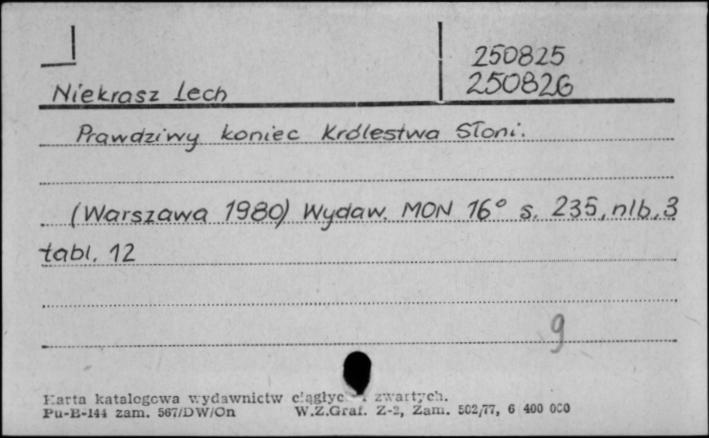 250825
250826
Niekrasz Lech
Prawdziwy koniec Królestwa Słoni.
(Warszawa 1980) Wydaw. MON 16° s. 235, nlb. 3
tabl. 12
9
Karta katalogowa wydawnictw ciągłyc i zwartych.
Pu-B-144 zam. 567/DW/On W.Z.Graf. Z-2, Zam. 502/77, 6 400 000